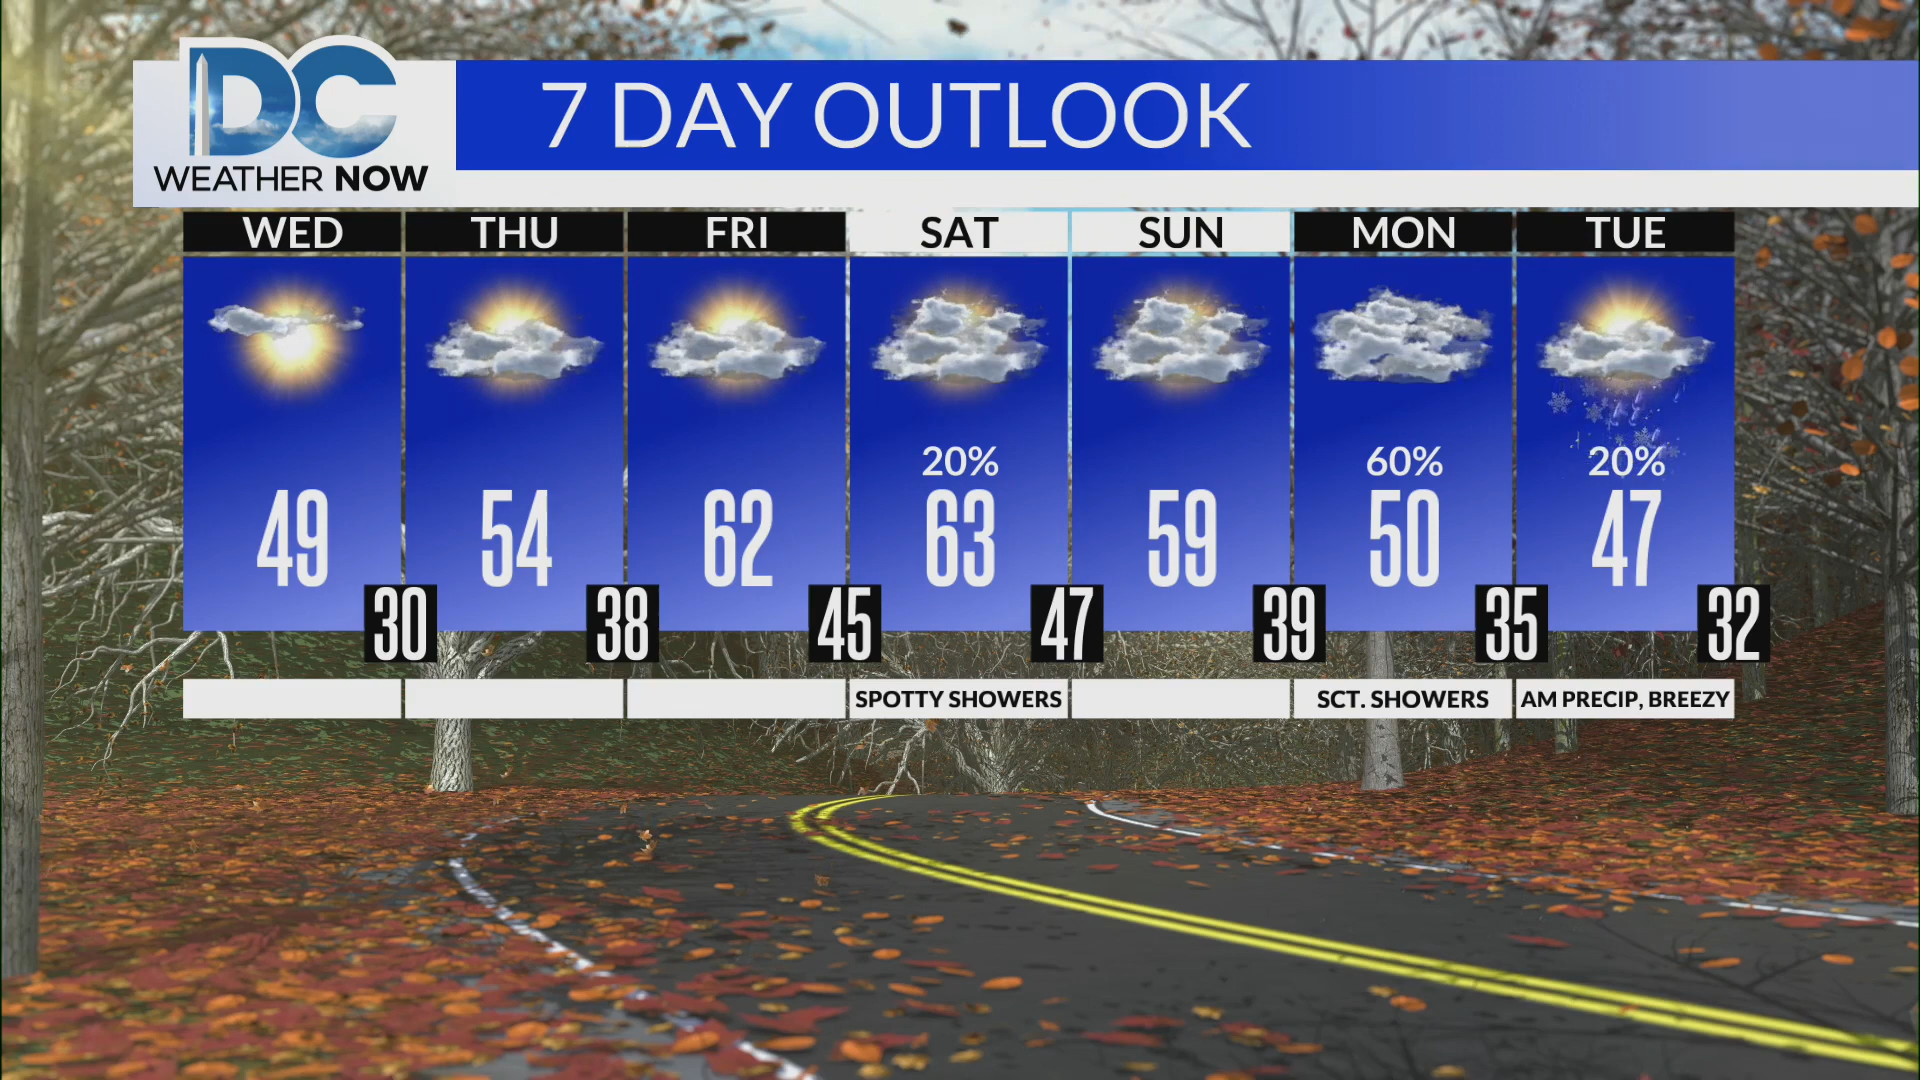 DC
WEATHER NOW
7 DAY OUTLOOK
WED THU FRI SAT SUN MON TUE
20% 60% 20%
49 54 62 63 59 50 47
30 38 45 47 39 35 32
SPOTTY SHOWERS SCT. SHOWERS AM PRECIP, BREEZY